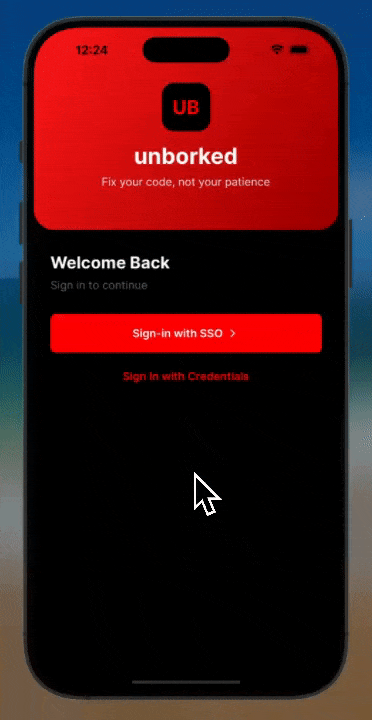 12:24
UB
unborked
Fix your code, not your patience
Welcome Back
Sign in to continue
Sign-in with SSO
Sign In with Credentials